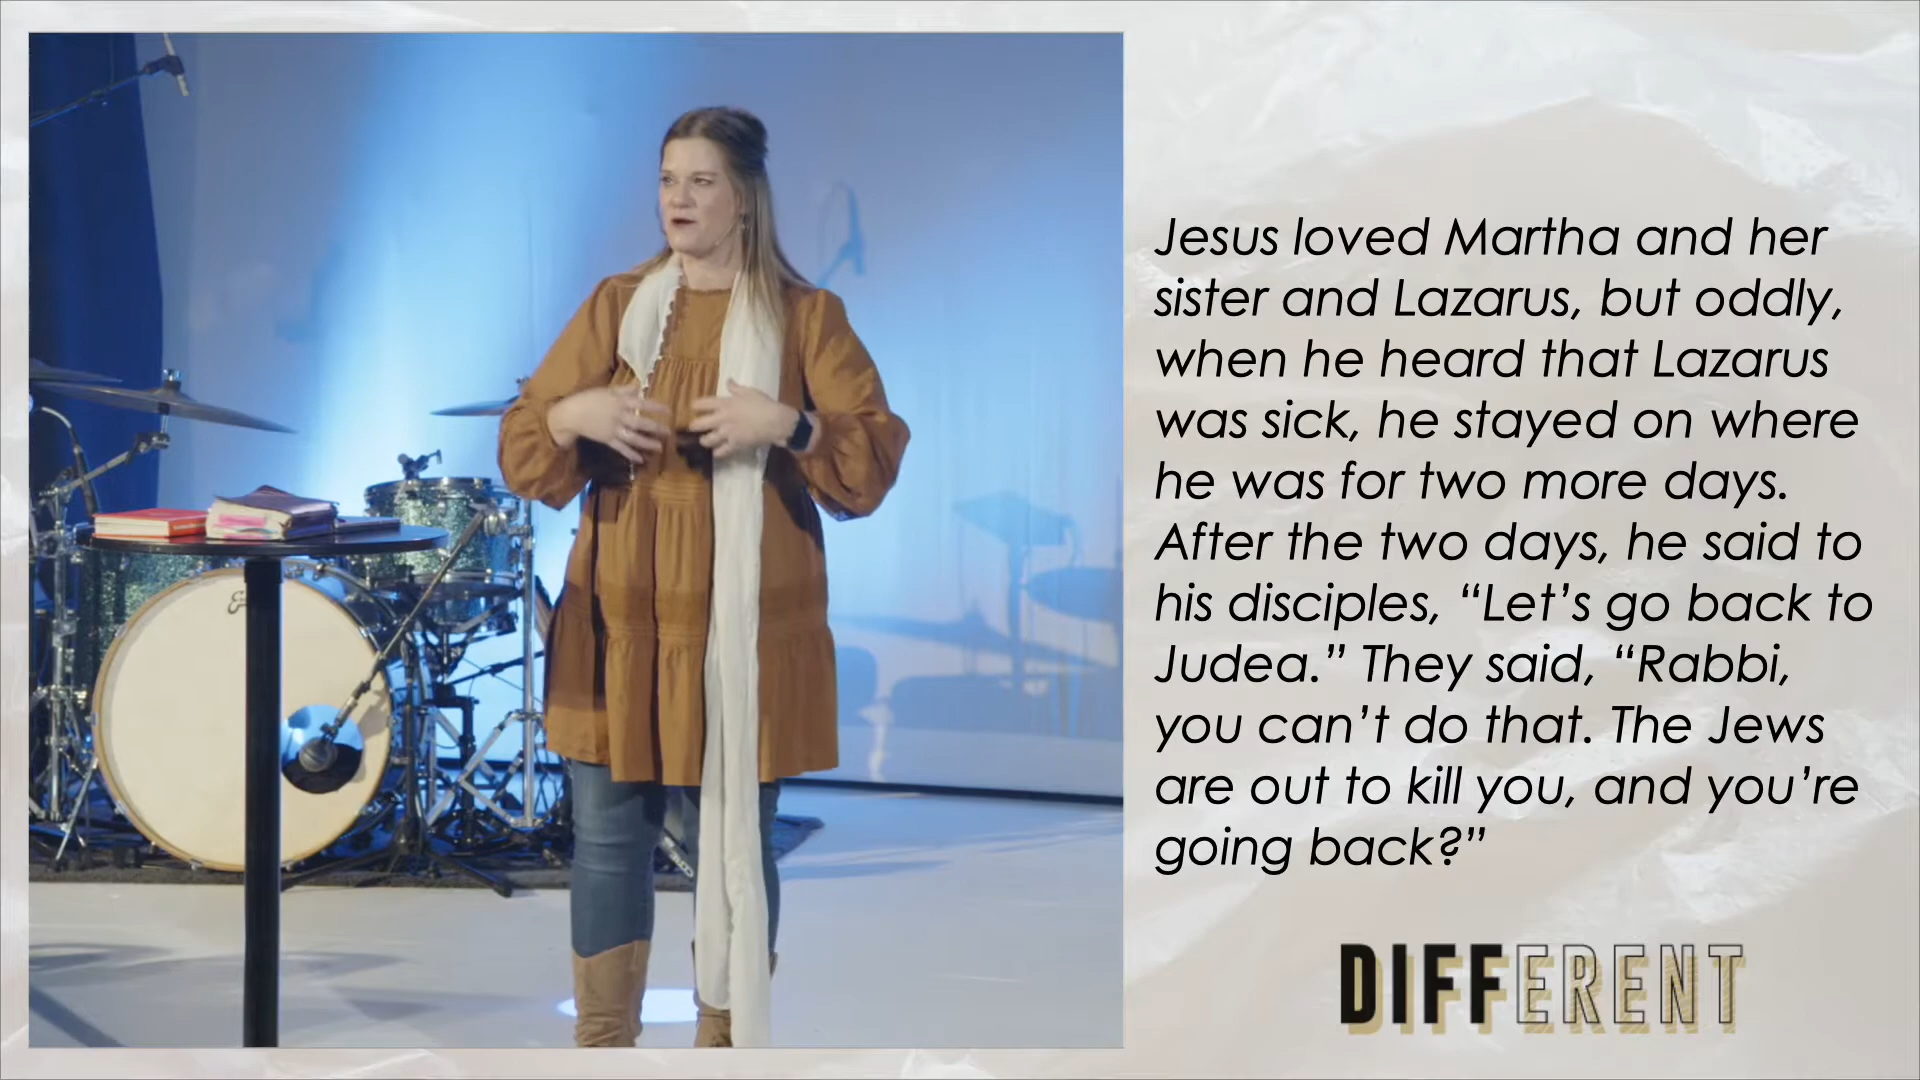 Jesus loved Martha and her
sister and Lazarus, but oddly,
when he heard that Lazarus
was sick, he stayed on where
he was for two more days.
After the two days, he said to
his disciples, “Let’s go back to
Judea.” They said, “Rabbi,
you can’t do that. The Jews
are out to kill you, and you’re
going back?”
DIFFERENT